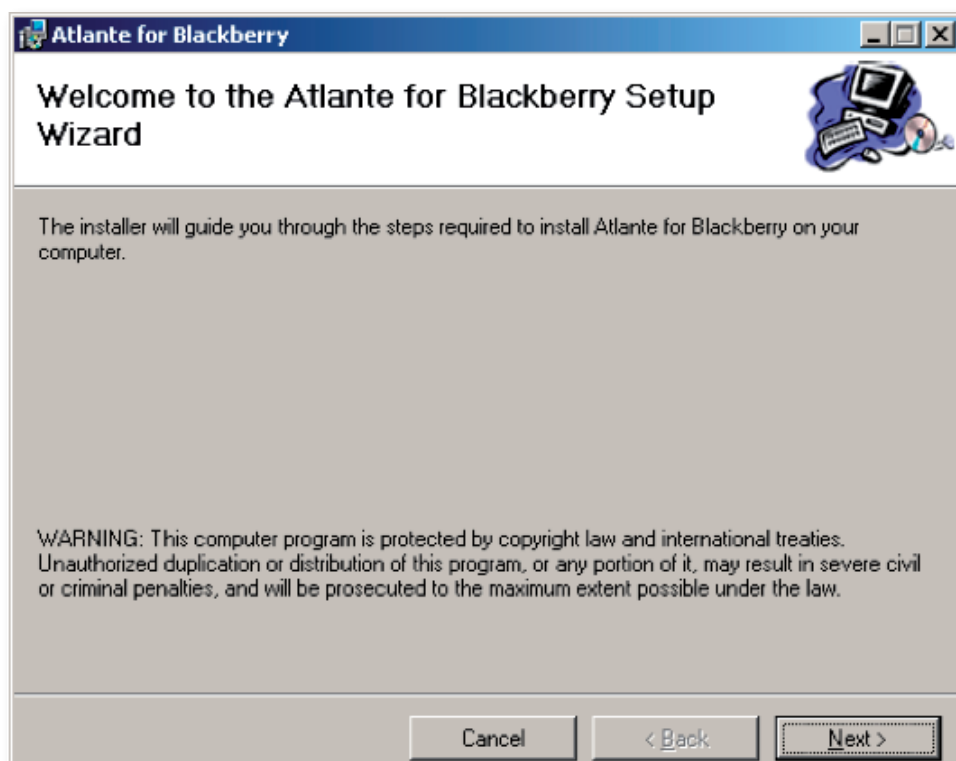 Atlante for Blackberry
Welcome to the Atlante for Blackberry Setup
Wizard
The installer will guide you through the steps required to install Atlante for Blackberry on your
computer.
WARNING: This computer program is protected by copyright law and international treaties.
Unauthorized duplication or distribution of this program, or any portion of it, may result in severe civil
or criminal penalties, and will be prosecuted to the maximum extent possible under the law.
Cancel
< Back
Next >